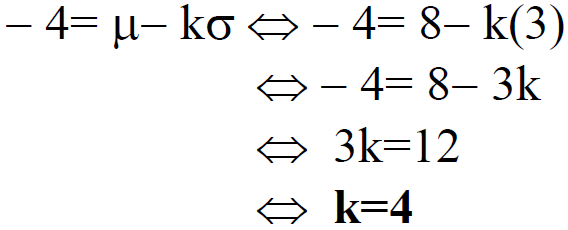 – 4= μ– kσ ⇔ – 4= 8– k(3)
⇔ – 4= 8– 3k
⇔ 3k=12
⇔ k=4